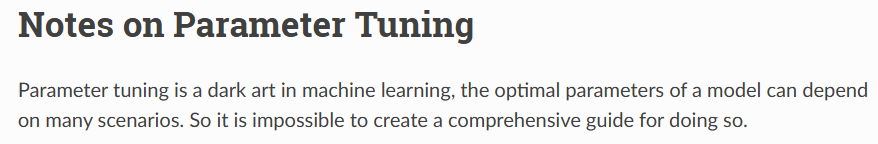 Notes on Parameter Tuning
Parameter tuning is a dark art in machine learning, the optimal parameters of a model can depend
on many scenarios. So it is impossible to create a comprehensive guide for doing so.